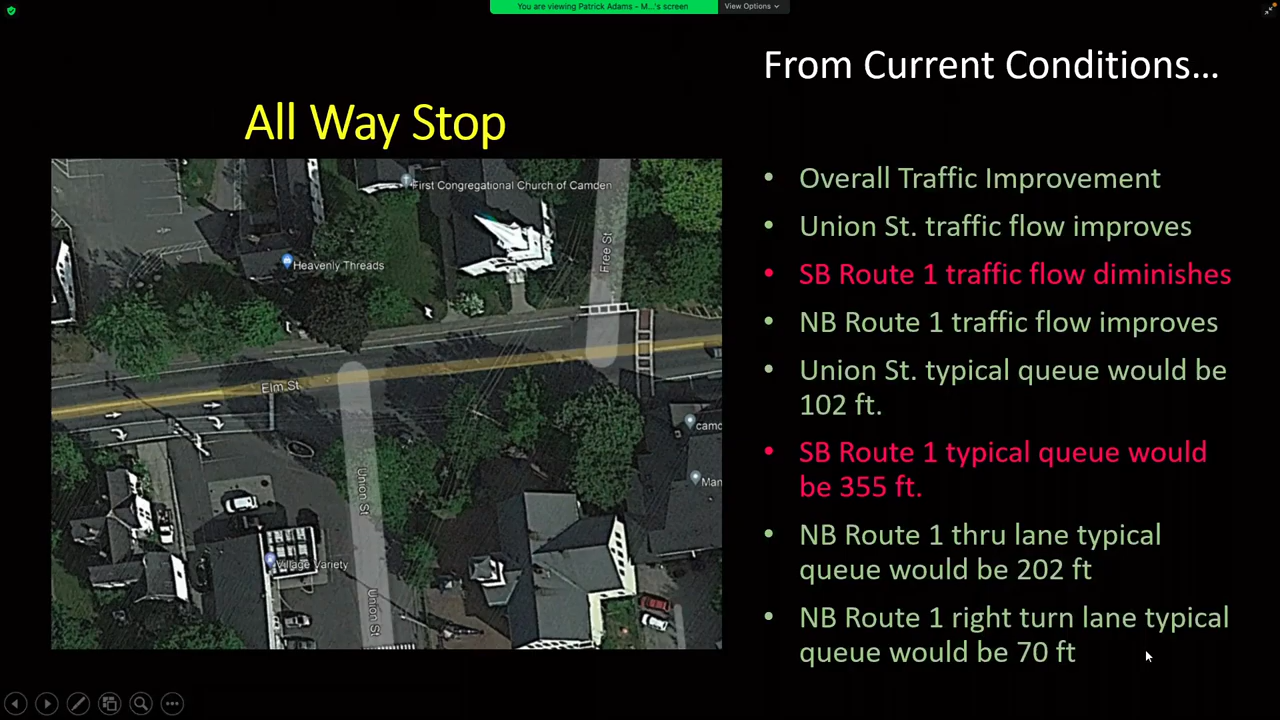 You are viewing Patrick Adams - M...'s screen
View Options
From Current Conditions...
All Way Stop
First Congregational Church of Camden
Heavenly Threads
Free St
Elm St
Union St
Village Variety
Union St
camd
Man
• Overall Traffic Improvement
• Union St. traffic flow improves
• SB Route 1 traffic flow diminishes
• NB Route 1 traffic flow improves
• Union St. typical queue would be
102 ft.
• SB Route 1 typical queue would
be 355 ft.
• NB Route 1 thru lane typical
queue would be 202 ft
• NB Route 1 right turn lane typical
queue would be 70 ft